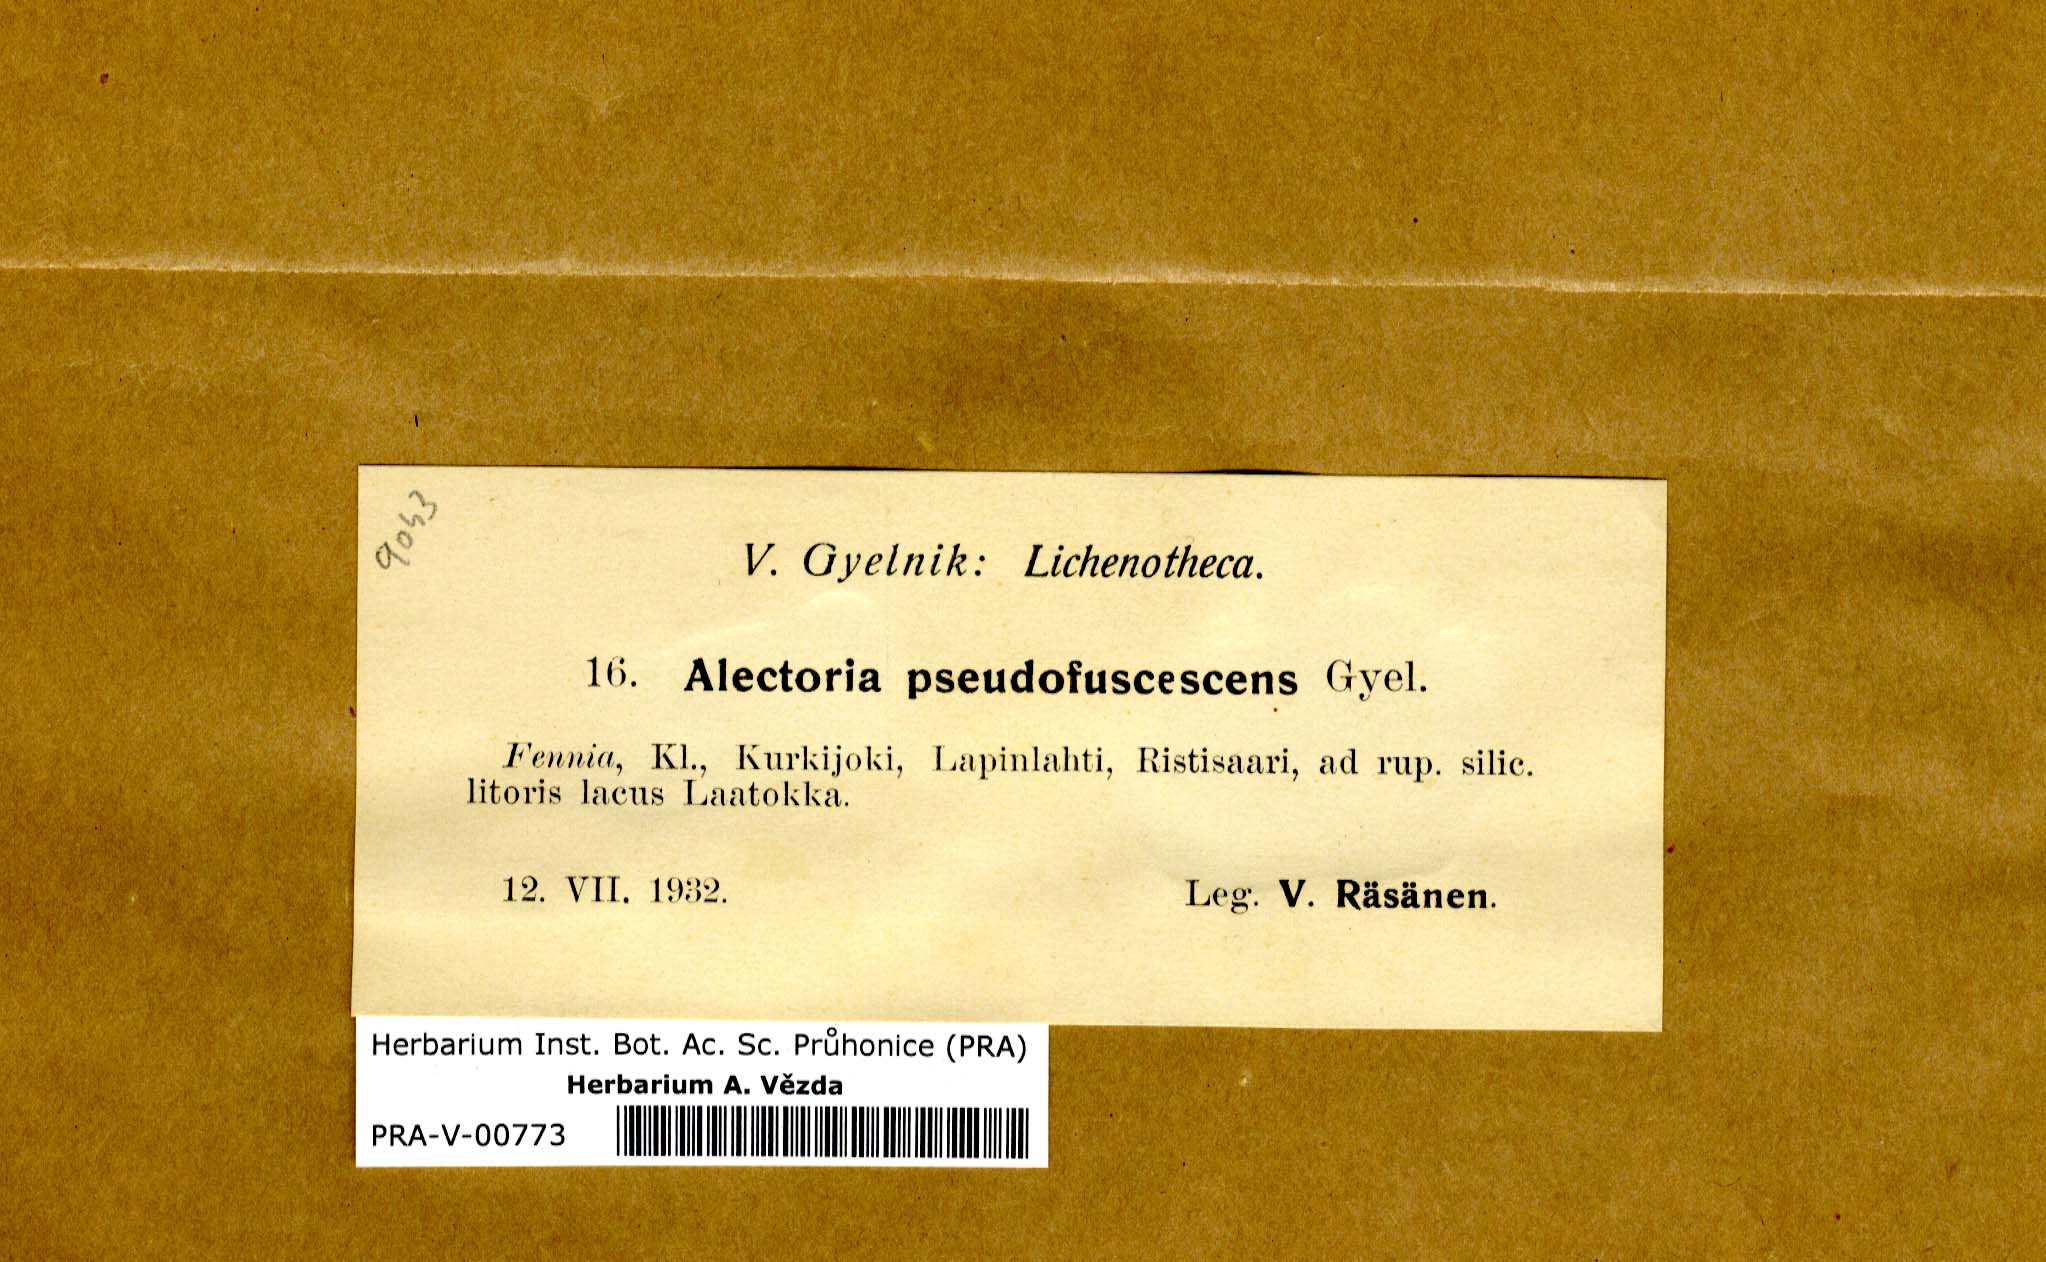 9043
V. Gyelnik: Lichenotheca.
16. Alectoria pseudofuscescens Gyel.
Fennia, Kl., Kurkijoki, Lapinlahti, Ristisaari, ad rup. silic.
litoris lacus Laatokka.
12. VII. 1932. Leg. V. Räsänen.
Herbarium Inst. Bot. Ac. Sc. Průhonice (PRA)
Herbarium A. Vězda
PRA-V-00773